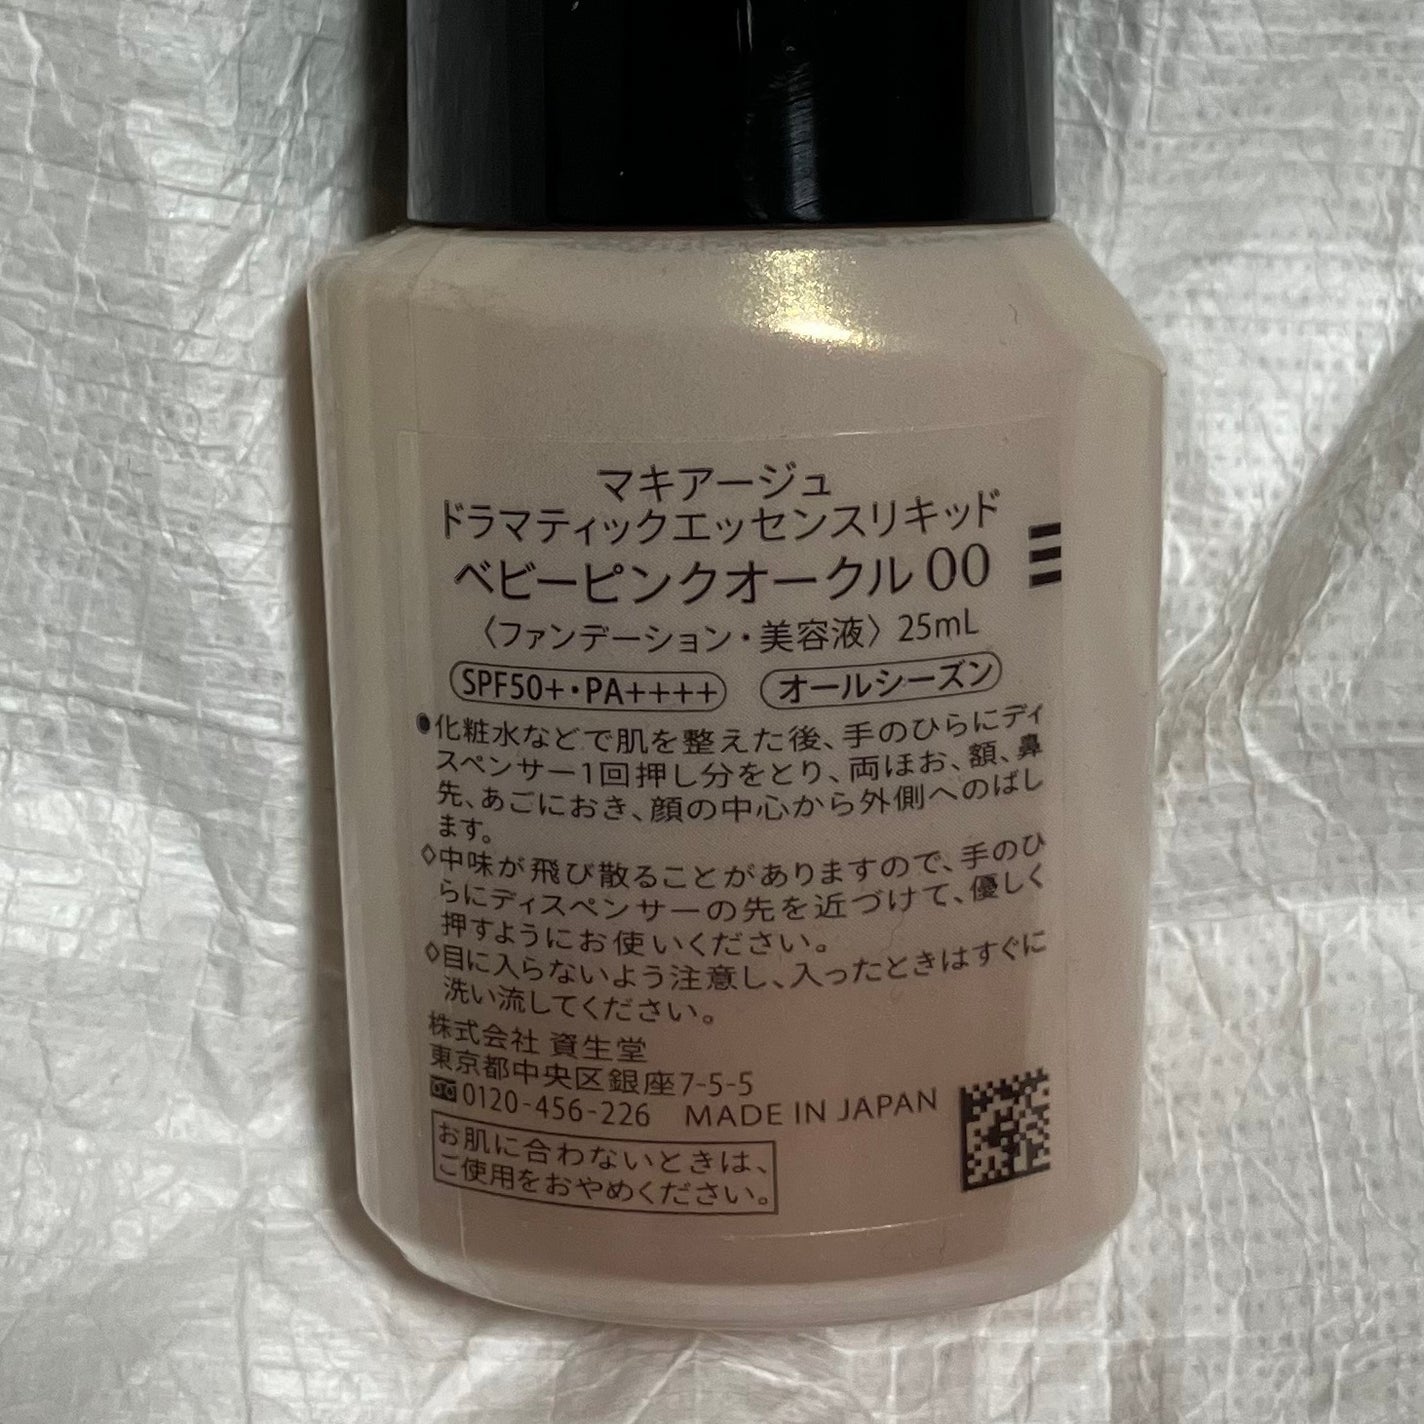 マキアージュ
ドラマティックエッセンスリキッド
ベビーピンクオークル00
〈ファンデーション・美容液〉25mL
SPF50+・PA++++ オールシーズン
●化粧水などで肌を整えた後、手のひらにディ
スペンサー1回押し分をとり、両ほお、額、鼻
先、あごにおき、顔の中心から外側へのばし
ます。
◇中味が飛び散ることがありますので、手のひ
らにディスペンサーの先を近づけて、優しく
押すようにお使いください。
◇目に入らないよう注意し、入ったときはすぐに
洗い流してください。
株式会社 資生堂
東京都中央区銀座7-5-5
0120-456-226 MADE IN JAPAN
お肌に合わないときは、
ご使用をおやめください。